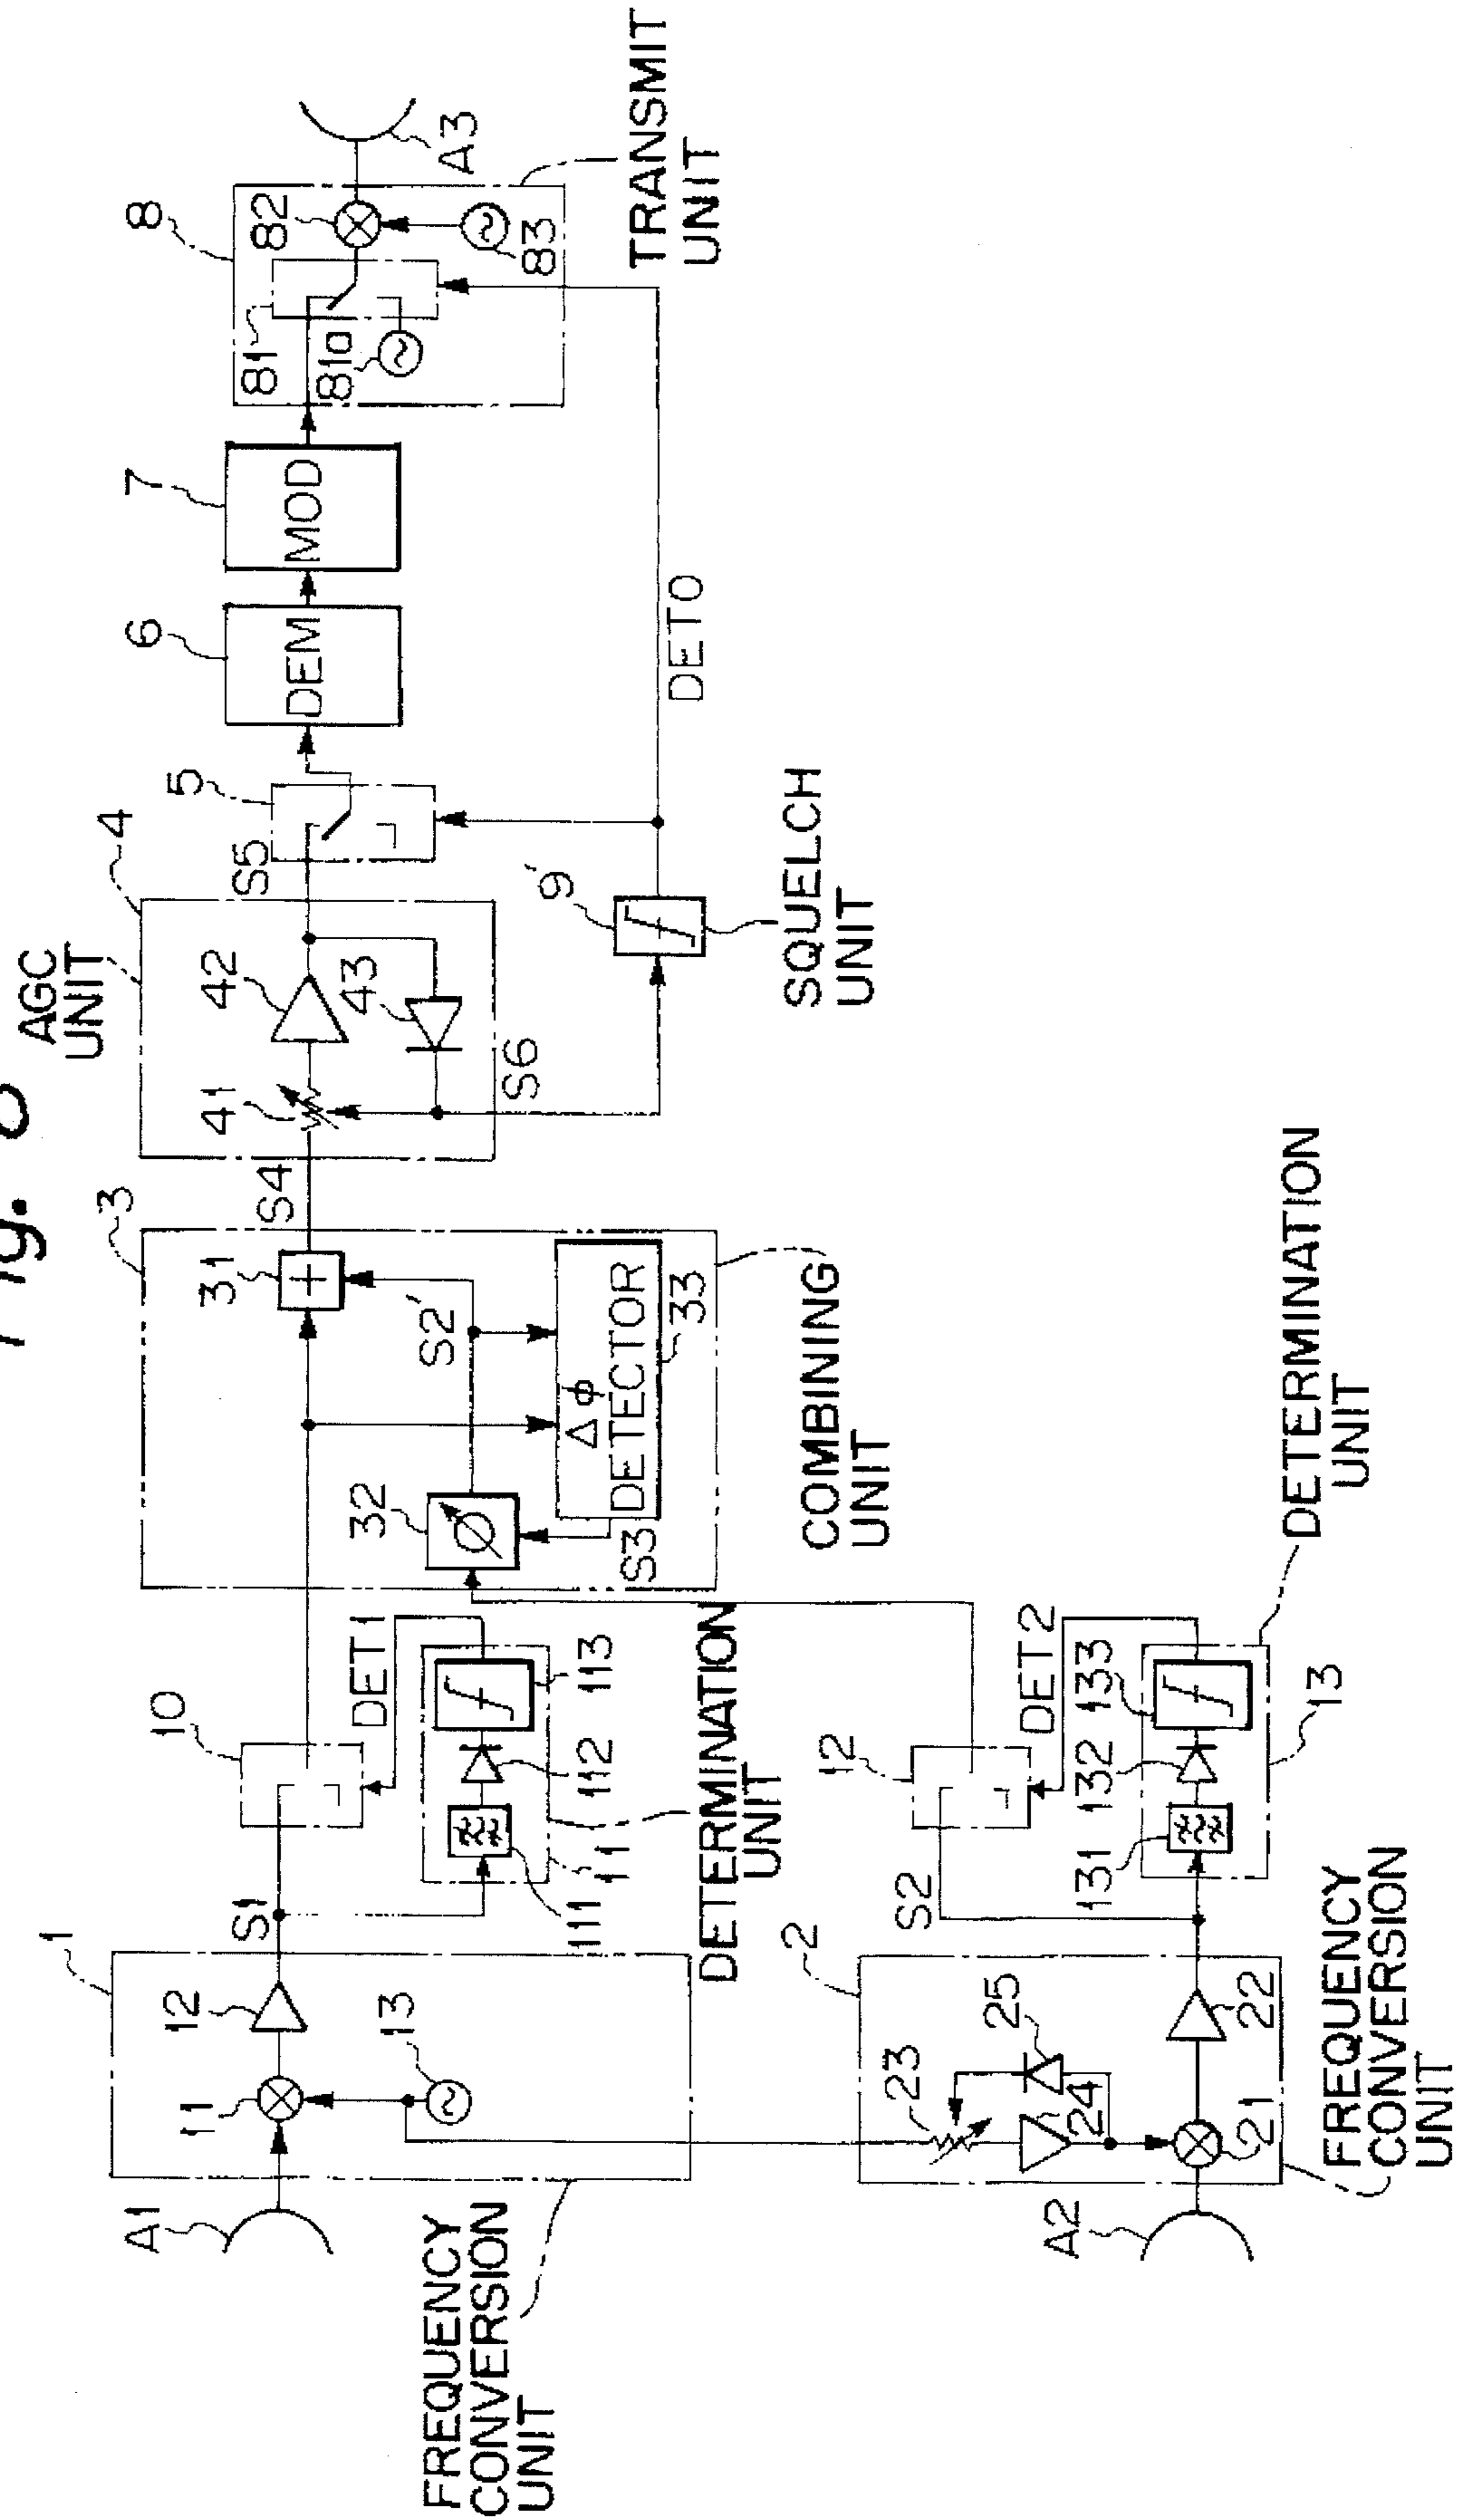 Fig. 8
A1
FREQUENCY
CONVERSION
UNIT
1
11
12
13
S1
10
DET1
11
111
112
113
DETERMINATION
UNIT
3
31
32
S2'
Δϕ
DETECTOR
33
S3
COMBINING
UNIT
S4
AGC
UNIT
4
41
42
43
S5
S6
5
9'
SQUELCH
UNIT
DET0
6
DEM
7
MOD
8
81
810
82
83
A3
TRANSMIT
UNIT
A2
2
21
22
23
24
25
FREQUENCY
CONVERSION
UNIT
S2
12
DET2
13
131
132
133
DETERMINATION
UNIT